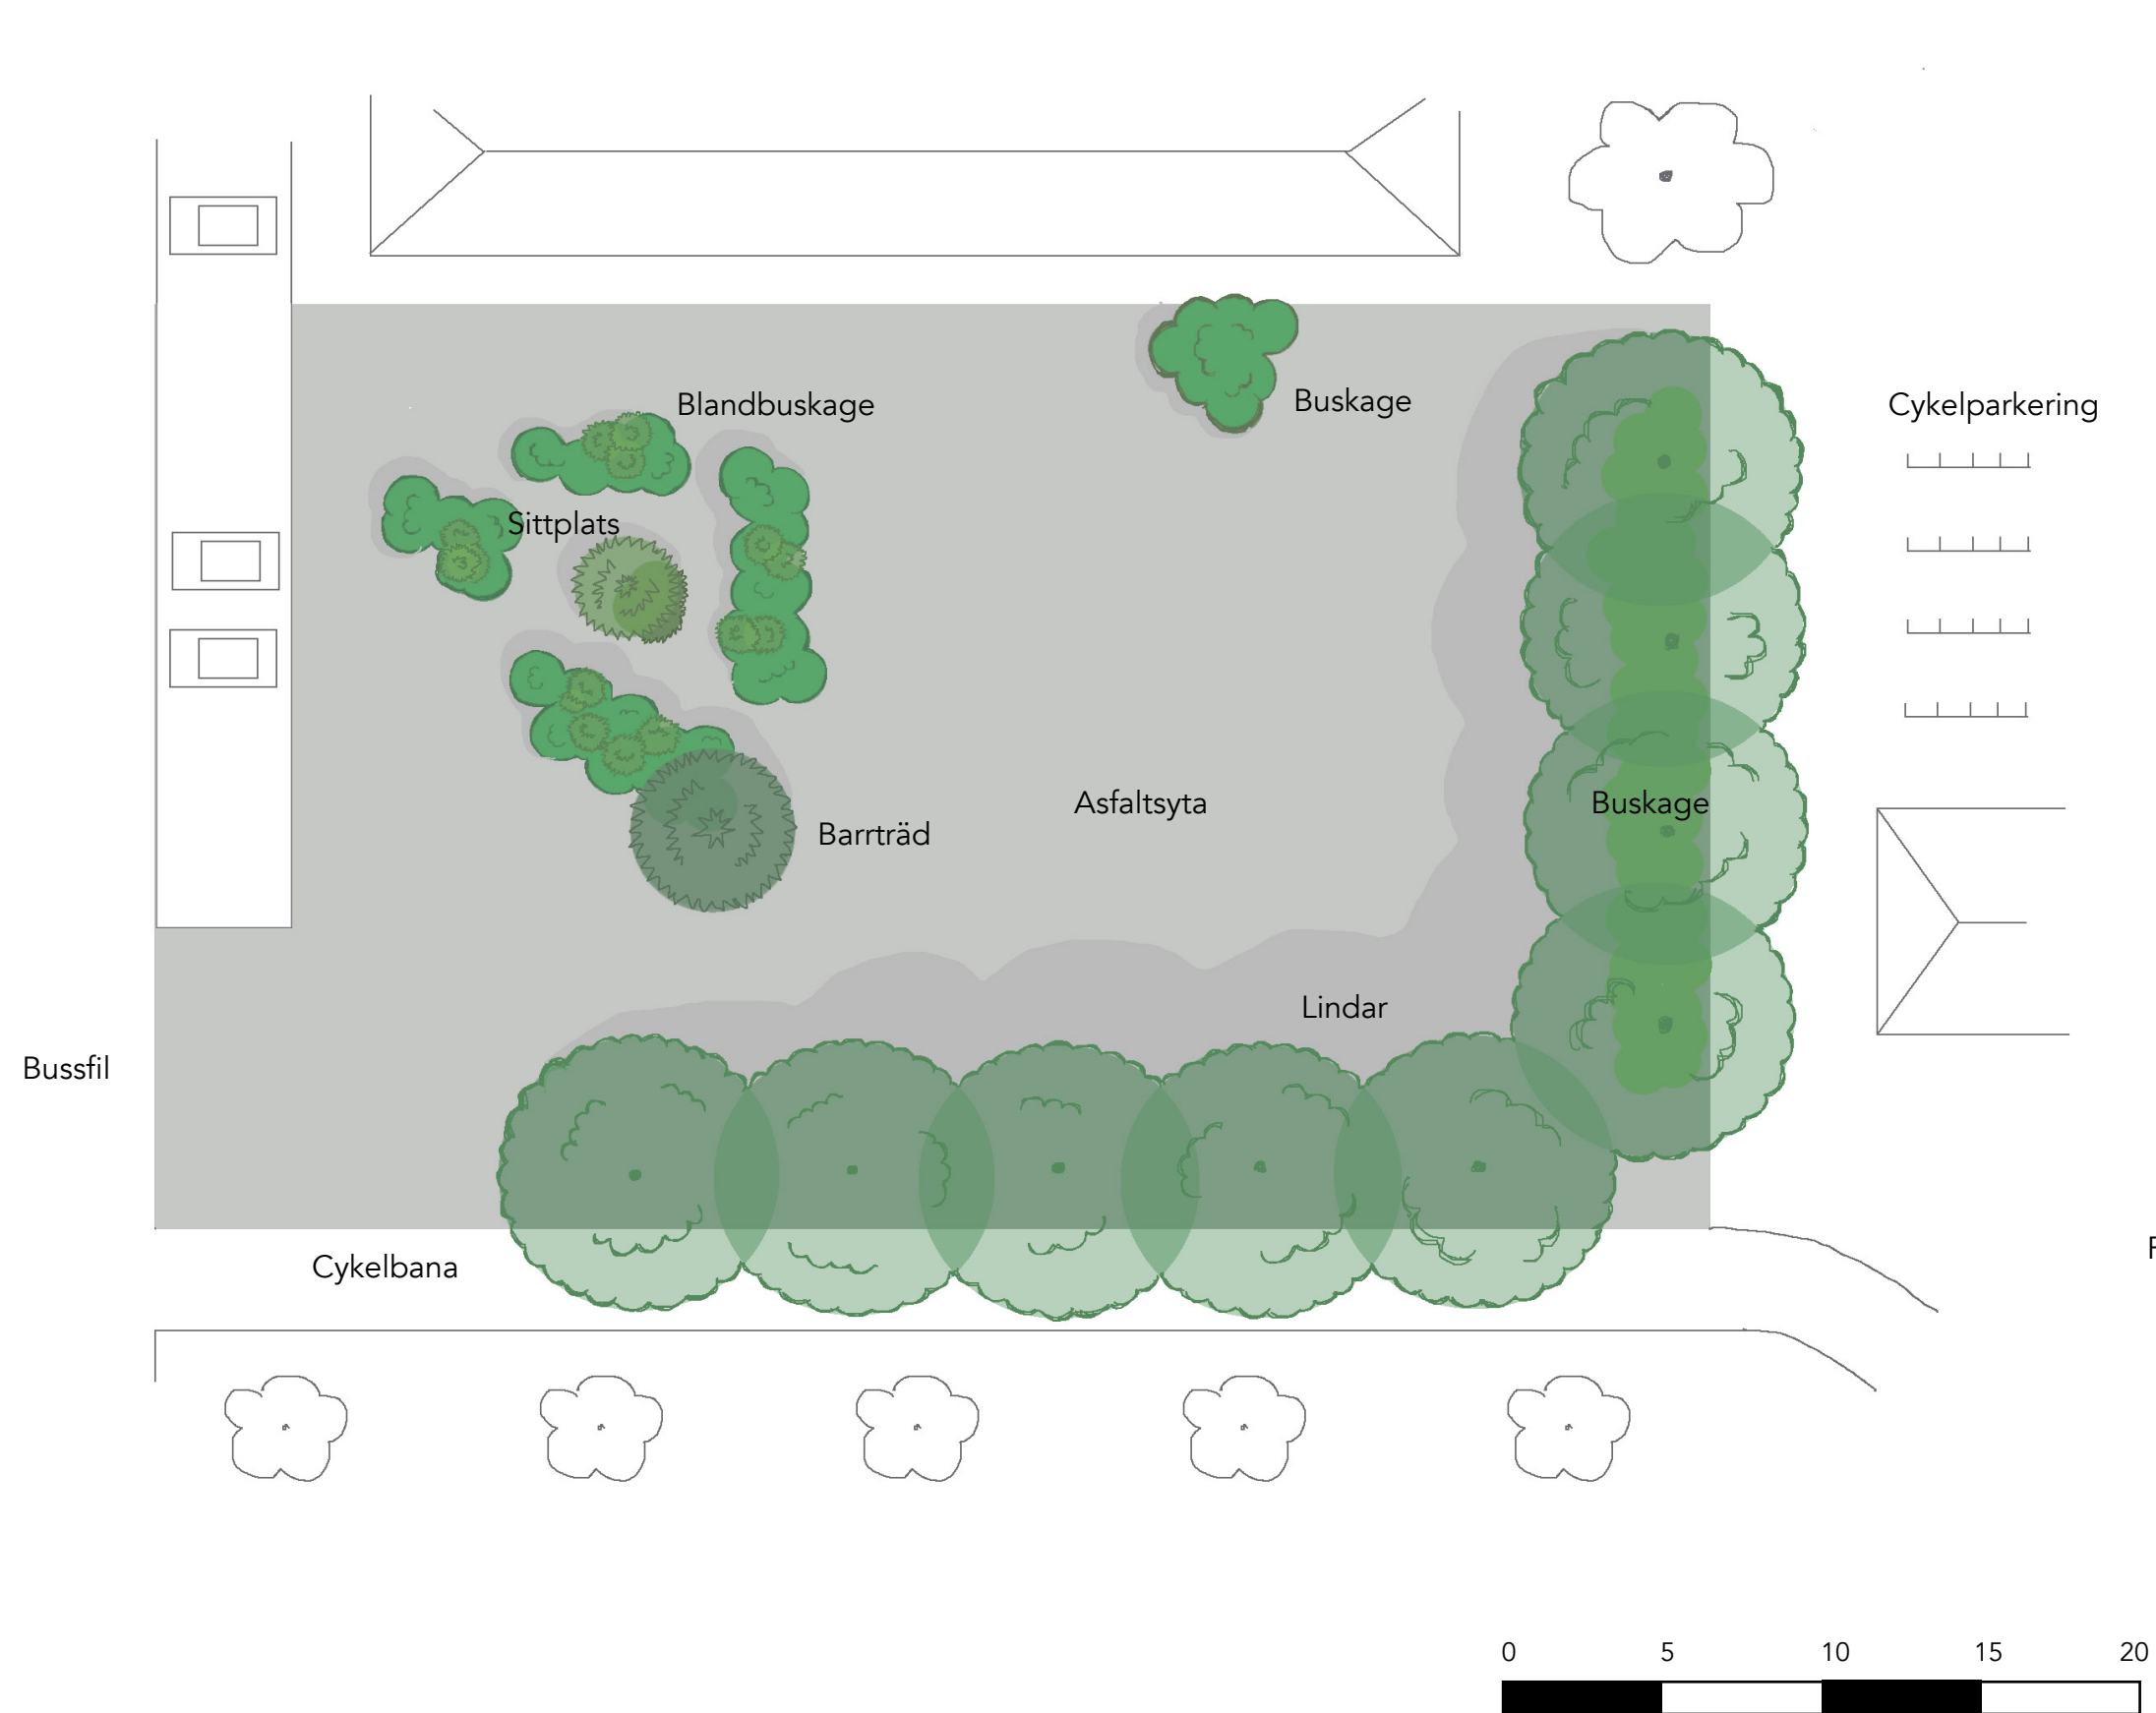 Blandbuskage
Buskage
Cykelparkering
Sittplats
Asfaltsyta
Buskage
Barrträd
Lindar
Bussfil
Cykelbana
0 5 10 15 20